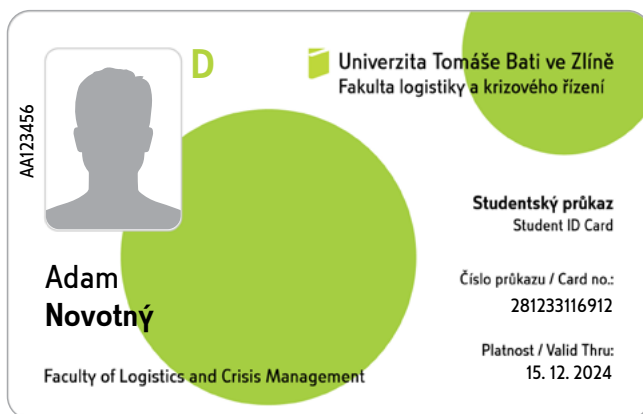 AA123456
D
Univerzita Tomáše Bati ve Zlíně
Fakulta logistiky a krizového řízení
Studentský průkaz
Student ID Card
Adam
Novotný
Číslo průkazu / Card no.:
281233116912
Platnost / Valid Thru:
15. 12. 2024
Faculty of Logistics and Crisis Management